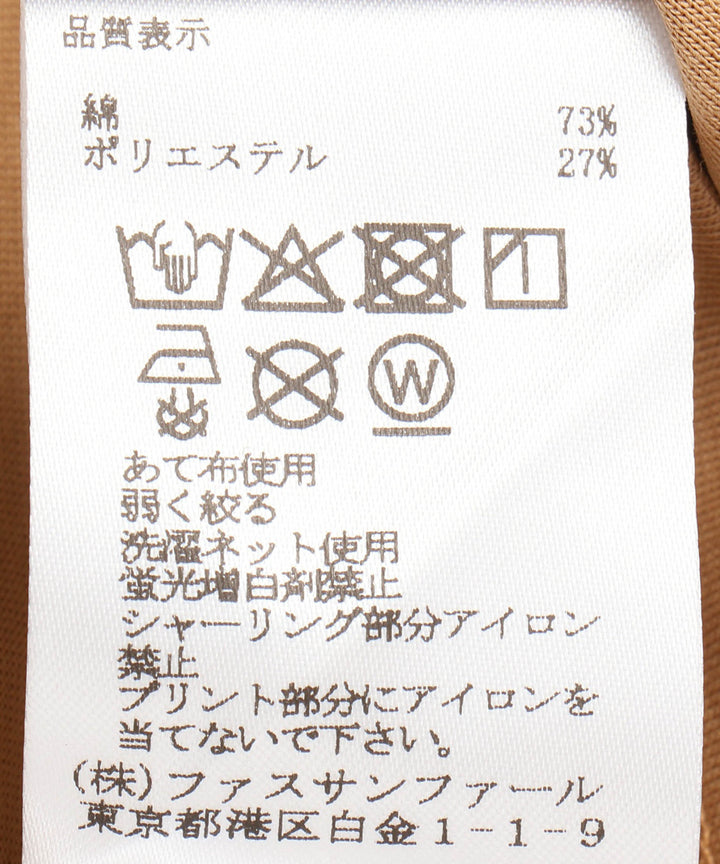 品質表示
綿 73%
ポリエステル 27%
W
あて布使用
弱く絞る
洗濯ネット使用
蛍光増白剤禁止
シャーリング部分アイロン
禁止
プリント部分にアイロンを
当てないで下さい。
(株)ファスサンファール
東京都港区白金1-1-9